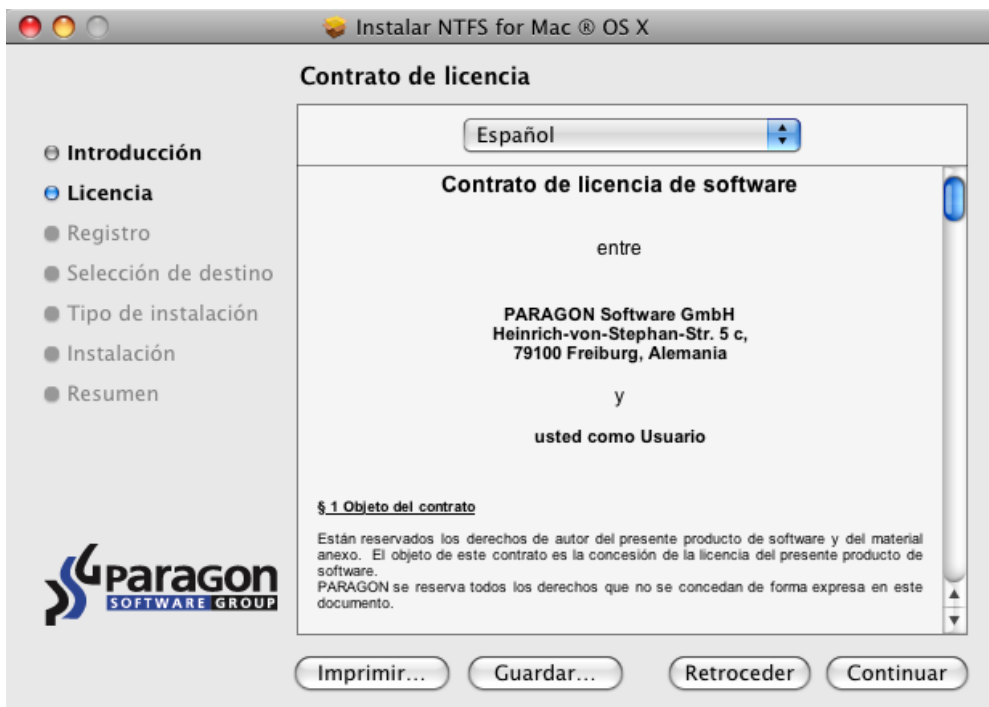 Instalar NTFS for Mac ® OS X
Contrato de licencia
Introducción
Licencia
Registro
Selección de destino
Tipo de instalación
Instalación
Resumen
Español
Contrato de licencia de software
entre
PARAGON Software GmbH
Heinrich-von-Stephan-Str. 5 c,
79100 Freiburg, Alemania
y
usted como Usuario
§ 1 Objeto del contrato
Están reservados los derechos de autor del presente producto de software y del material
anexo. El objeto de este contrato es la concesión de la licencia del presente producto de
software.
PARAGON se reserva todos los derechos que no se concedan de forma expresa en este
documento.
Paragon
SOFTWARE GROUP
Imprimir...
Guardar...
Retroceder
Continuar